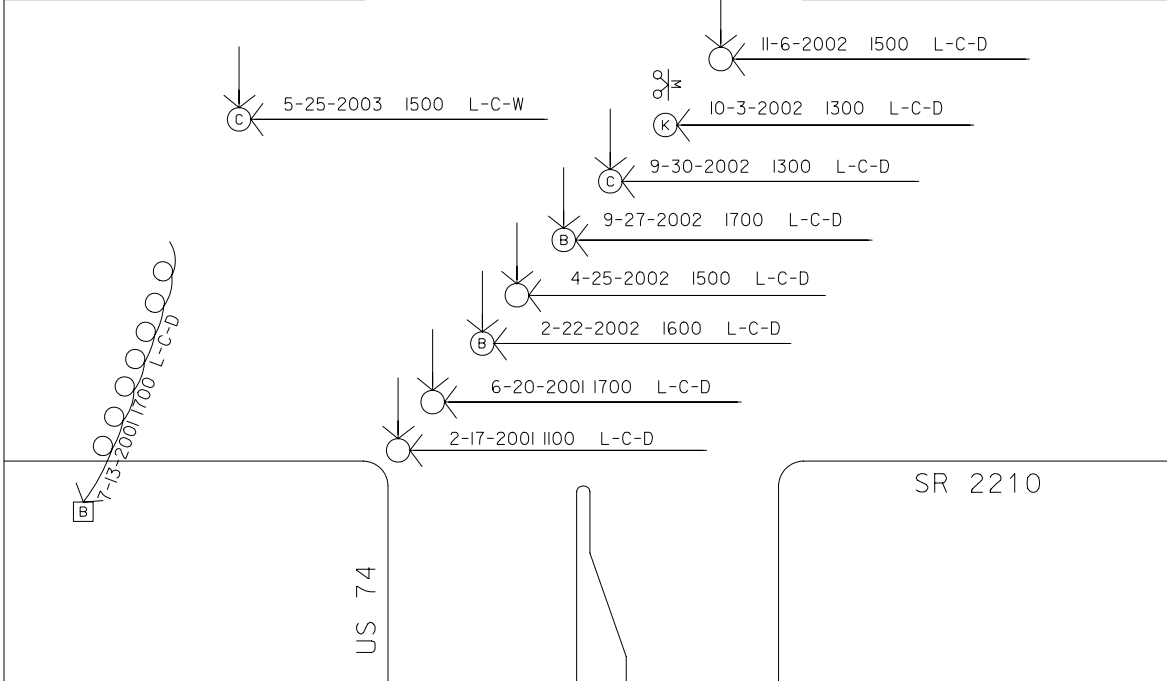 11-6-2002 1500 L-C-D
5-25-2003 1500 L-C-W
M
10-3-2002 1300 L-C-D
C
K
9-30-2002 1300 L-C-D
C
9-27-2002 1700 L-C-D
B
4-25-2002 1500 L-C-D
2-22-2002 1600 L-C-D
B
6-20-2001 1700 L-C-D
7-13-2001 1700 L-C-D
2-17-2001 1100 L-C-D
B
SR 2210
US 74